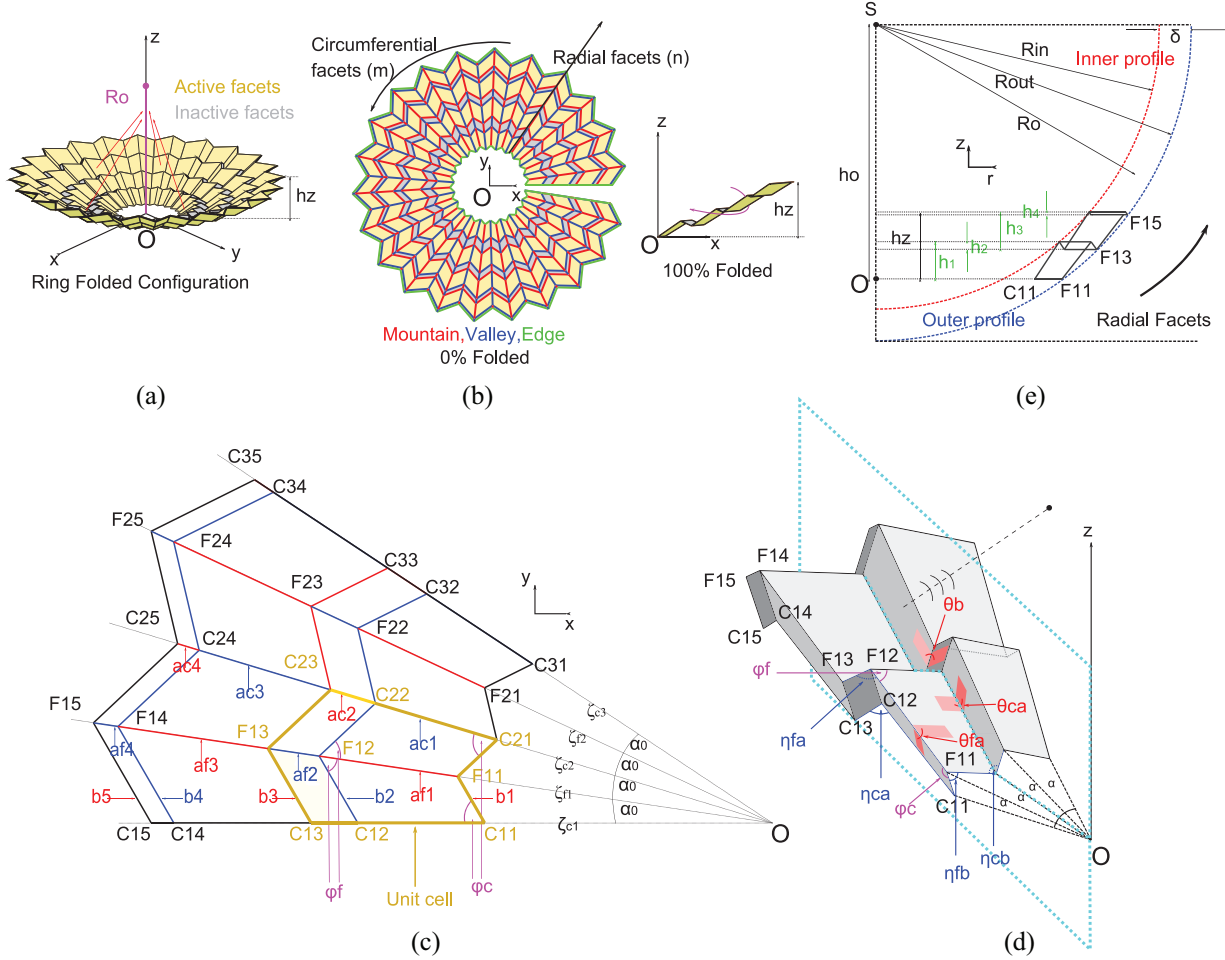 z
Ro
Active facets
Inactive facets
hz
x
O
y
Ring Folded Configuration
(a)
Circumferential
facets (m)
Radial facets (n)
y
O
x
Mountain,Valley,Edge
0% Folded
z
hz
O
x
100% Folded
(b)
S
δ
Rin
Inner profile
Rout
Ro
z
r
ho
h4
h3
hz
h2
h1
F15
F13
O
C11
F11
Outer profile
Radial Facets
(e)
C35
C34
F25
F24
C33
F23
C32
y
x
F22
C25
C24
C31
ac4
C23
F21
ac3
ac2
C22
ζc3
F15
F14
ac1
ζf2
F13
C21
α0
F12
ζc2
α0
af4
af3
af2
F11
α0
ζf1
af1
b5
b4
b3
b2
b1
α0
ζc1
O
C15
C14
C13
C12
C11
φf
φc
Unit cell
(c)
z
F14
F15
C14
θb
C15
F13
F12
φf
C12
θca
C13
θfa
ηfa
F11
ηca
φc
C11
α
α
α
α
O
ηfb
ηcb
(d)